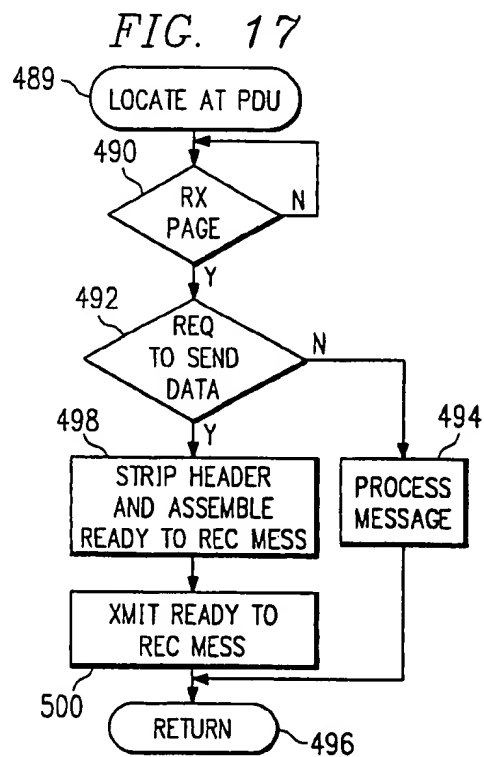 FIG. 17
489
LOCATE AT PDU
490
RX
PAGE
N
Y
492
REQ
TO SEND
DATA
N
Y
498
494
STRIP HEADER
AND ASSEMBLE
READY TO REC MESS
PROCESS
MESSAGE
XMIT READY TO
REC MESS
500
RETURN
496